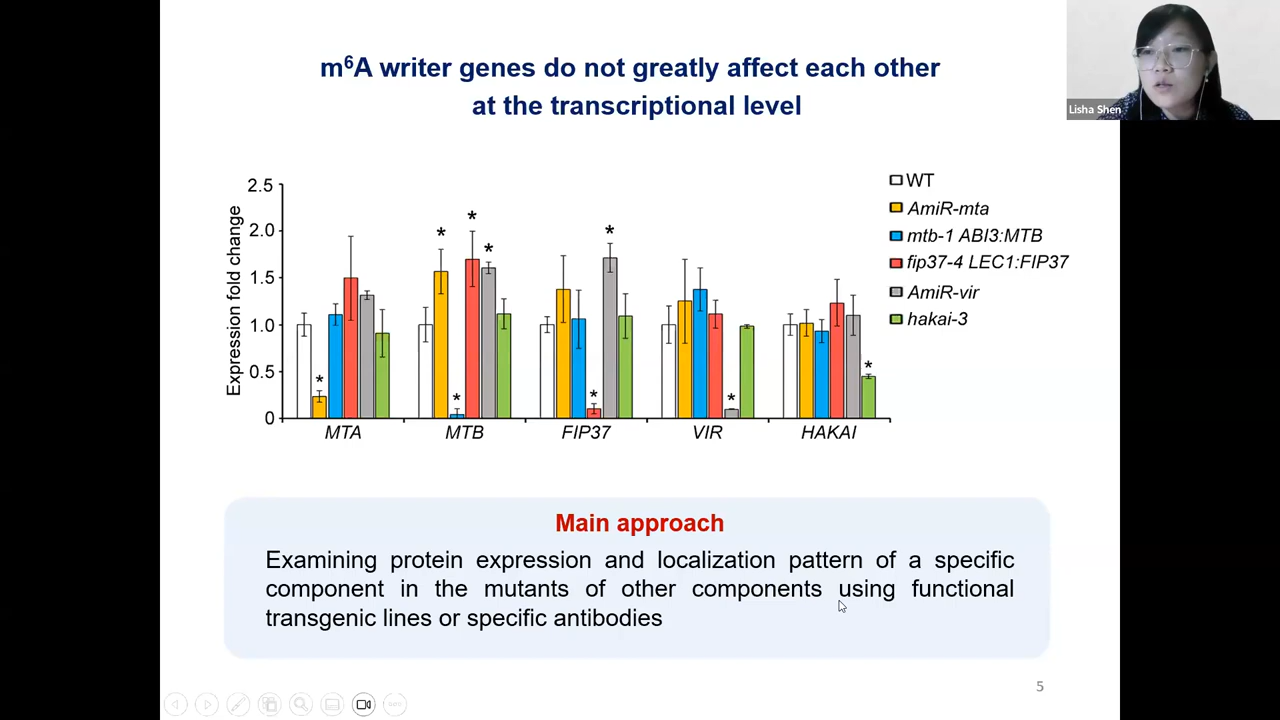 m⁶A writer genes do not greatly affect each other
at the transcriptional level
Lisha Shen
Expression fold change
2.5
2.0
1.5
1.0
0.5
0
*
*
*
*
*
*
*
*
*
MTA
MTB
FIP37
VIR
HAKAI
WT
AmiR-mta
mtb-1 ABI3:MTB
fip37-4 LEC1:FIP37
AmiR-vir
hakai-3
Main approach
Examining protein expression and localization pattern of a specific
component in the mutants of other components using functional
transgenic lines or specific antibodies
5